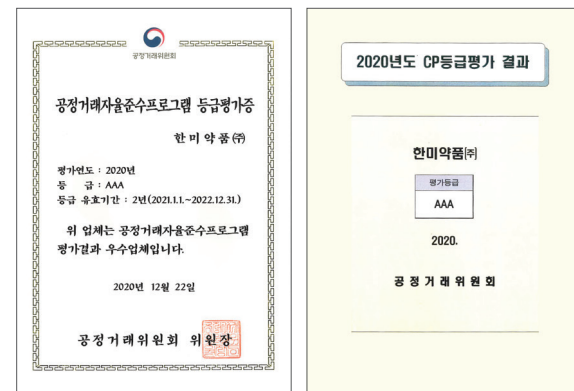 공정거래위원회
공정거래자율준수프로그램 등급평가증
한미약품㈜
평가연도 : 2020년
등 급 : AAA
등급 유효기간 : 2년(2021.1.1.~2022.12.31.)
위 업체는 공정거래자율준수프로그램
평가결과 우수업체입니다.
2020년 12월 22일
공정거래위원회 위원장
2020년도 CP등급평가 결과
한미약품㈜
평가등급
AAA
2020.
공정거래위원회